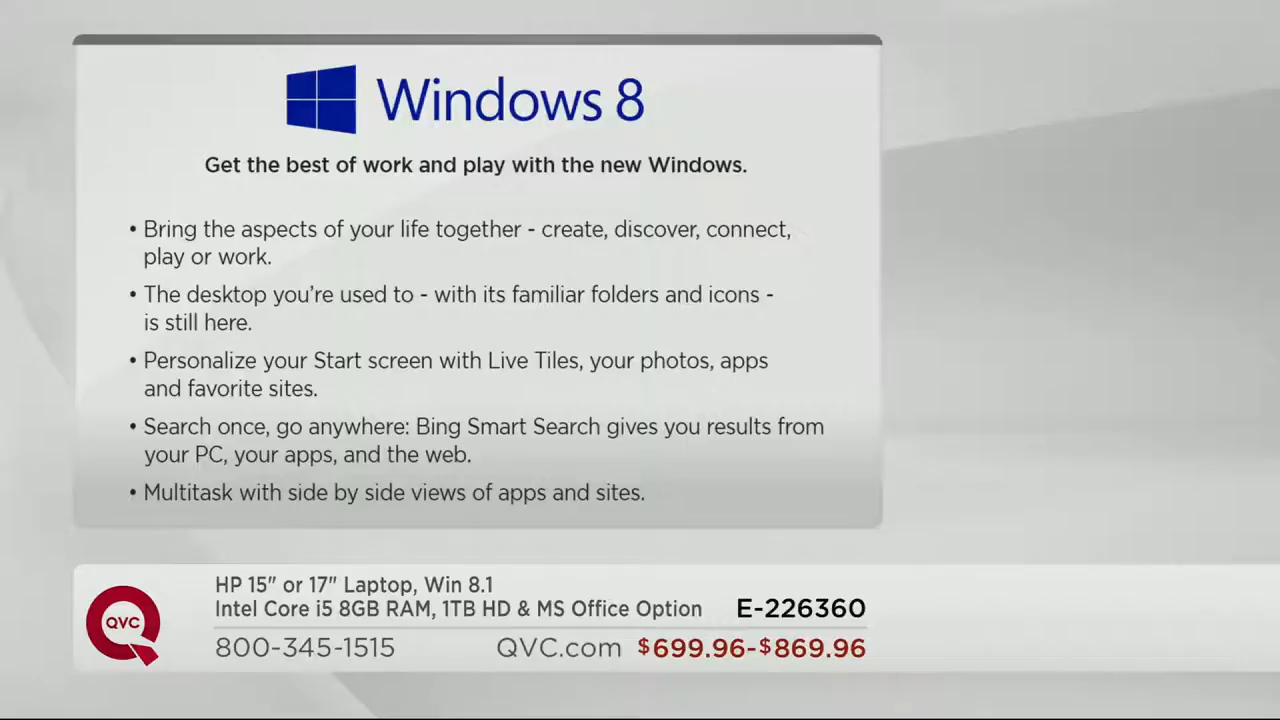 Windows 8
Get the best of work and play with the new Windows.
• Bring the aspects of your life together - create, discover, connect,
play or work.
• The desktop you're used to - with its familiar folders and icons -
is still here.
• Personalize your Start screen with Live Tiles, your photos, apps
and favorite sites.
• Search once, go anywhere: Bing Smart Search gives you results from
your PC, your apps, and the web.
• Multitask with side by side views of apps and sites.
QVC
HP 15" or 17" Laptop, Win 8.1
Intel Core i5 8GB RAM, 1TB HD & MS Office Option E-226360
800-345-1515 QVC.com $699.96-$869.96